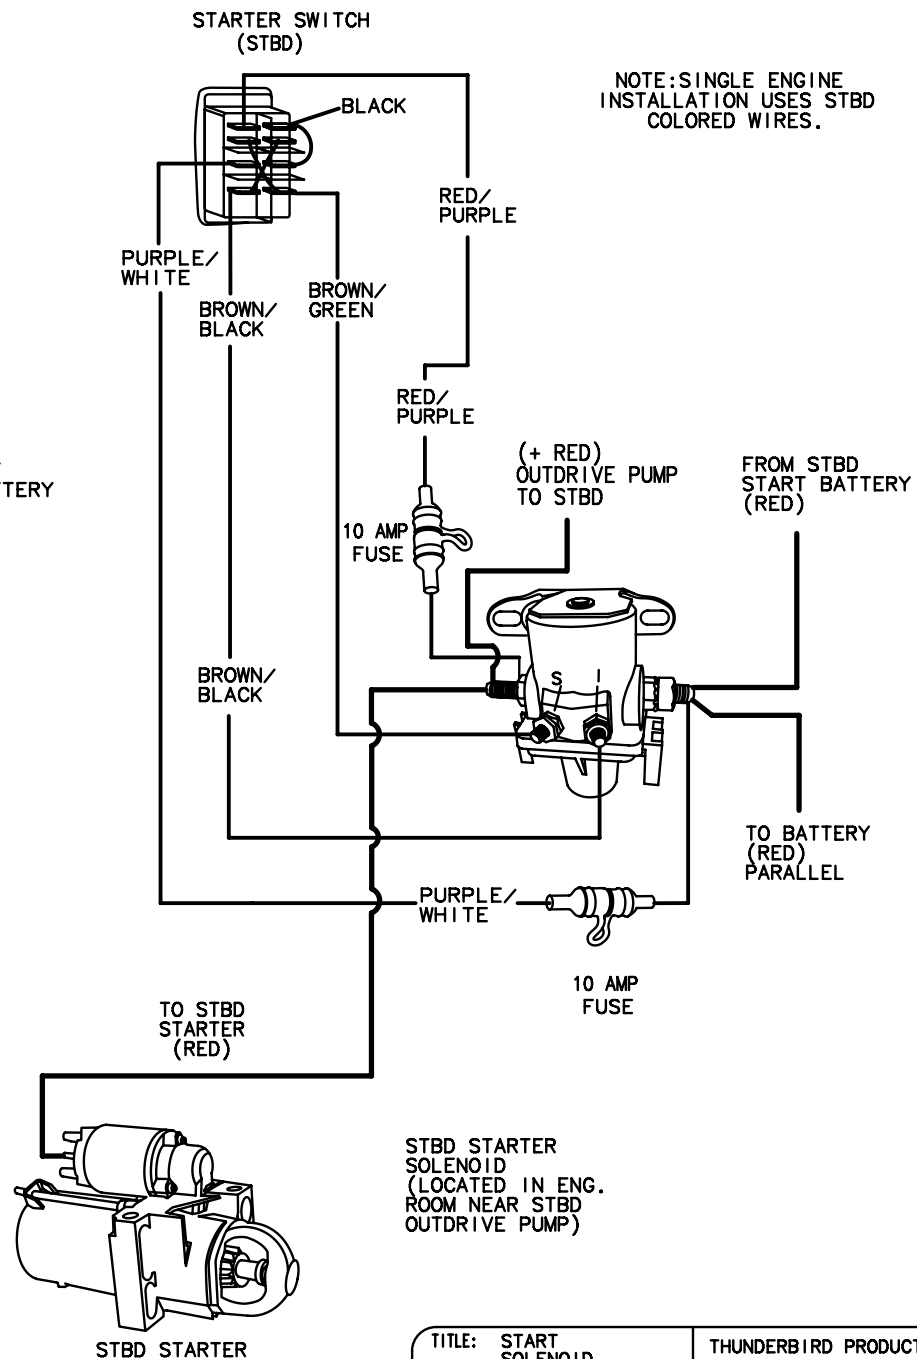 STARTER SWITCH
(STBD)
NOTE:SINGLE ENGINE
INSTALLATION USES STBD
COLORED WIRES.
BLACK
RED/
PURPLE
PURPLE/
WHITE
BROWN/
BLACK
BROWN/
GREEN
RED/
PURPLE
TERY
(+ RED)
OUTDRIVE PUMP
TO STBD
FROM STBD
START BATTERY
(RED)
10 AMP
FUSE
BROWN/
BLACK
S
I
TO BATTERY
(RED)
PARALLEL
PURPLE/
WHITE
10 AMP
FUSE
TO STBD
STARTER
(RED)
STBD STARTER
SOLENOID
(LOCATED IN ENG.
ROOM NEAR STBD
OUTDRIVE PUMP)
STBD STARTER
TITLE: START
SOLENOID
THUNDERBIRD PRODUCT